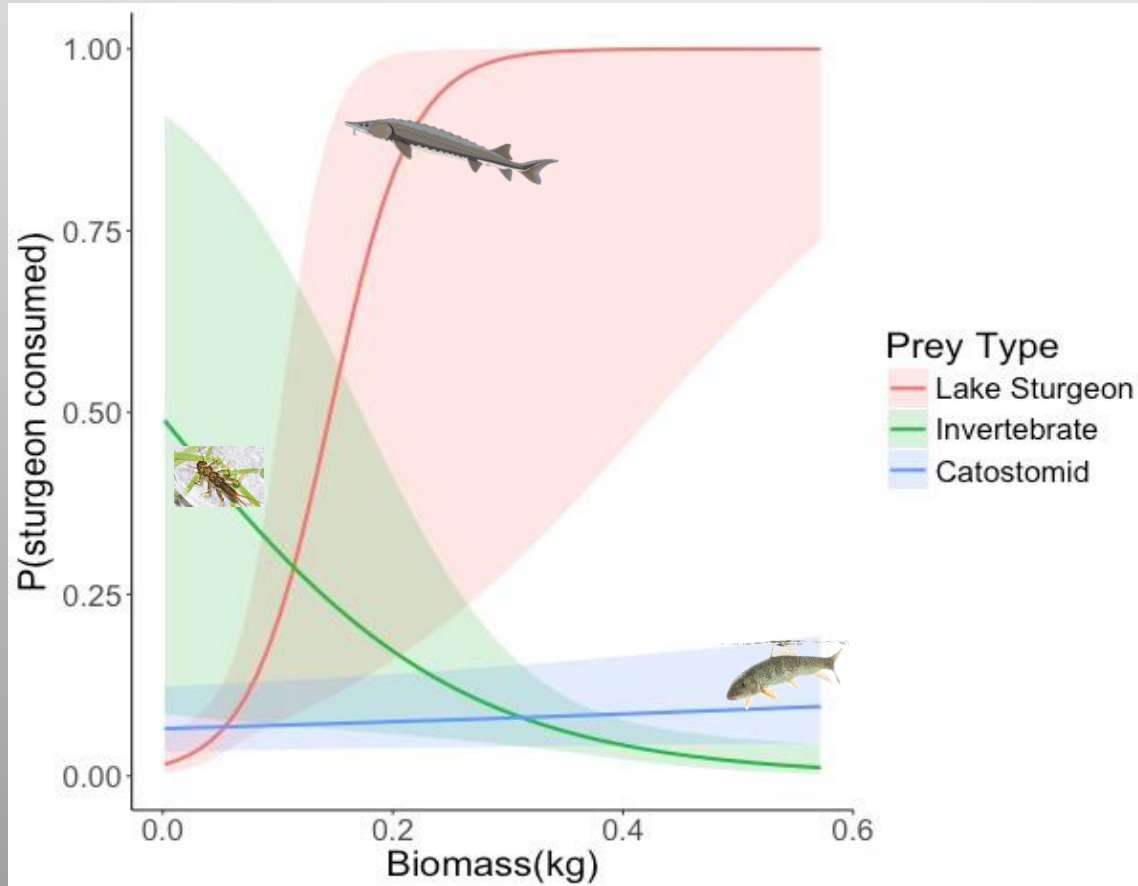 1.00
0.75
0.50
0.25
0.00
P(sturgeon consumed)
0.0
0.2
0.4
0.6
Biomass(kg)
Prey Type
Lake Sturgeon
Invertebrate
Catostomid